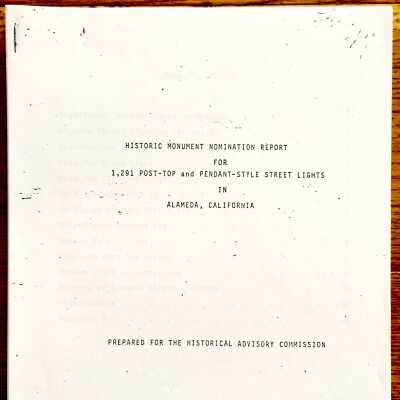 HISTORIC MONUMENT NOMINATION REPORT
FOR
1,291 POST-TOP and PENDANT-STYLE STREET LIGHTS
IN
ALAMEDA, CALIFORNIA
PREPARED FOR THE HISTORICAL ADVISORY COMMISSION